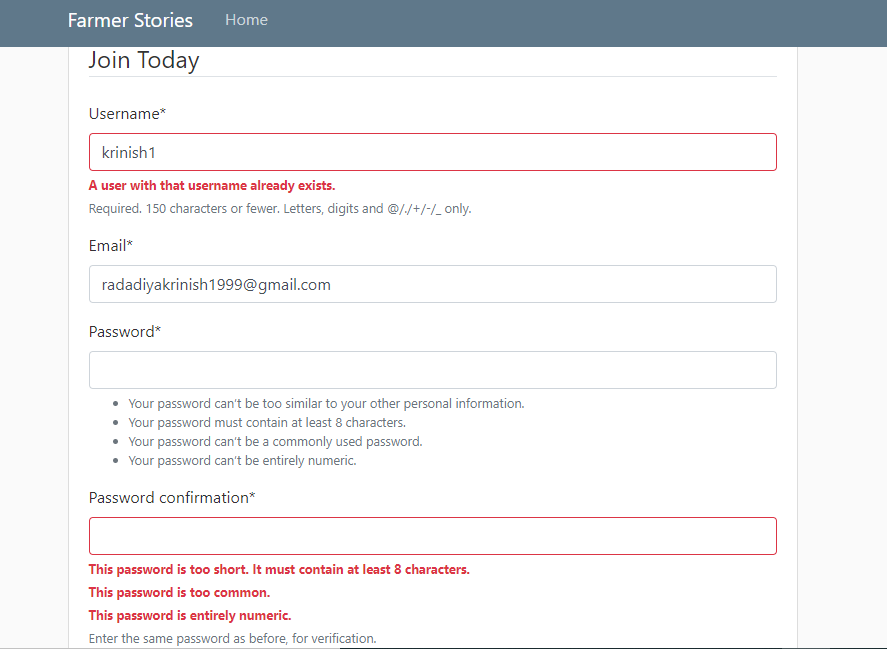 Farmer Stories Home
Join Today
Username*
krinish1
A user with that username already exists.
Required. 150 characters or fewer. Letters, digits and @/./+/-/_ only.
Email*
radadiyakrinish1999@gmail.com
Password*
Your password can't be too similar to your other personal information.
Your password must contain at least 8 characters.
Your password can't be a commonly used password.
Your password can't be entirely numeric.
Password confirmation*
This password is too short. It must contain at least 8 characters.
This password is too common.
This password is entirely numeric.
Enter the same password as before, for verification.